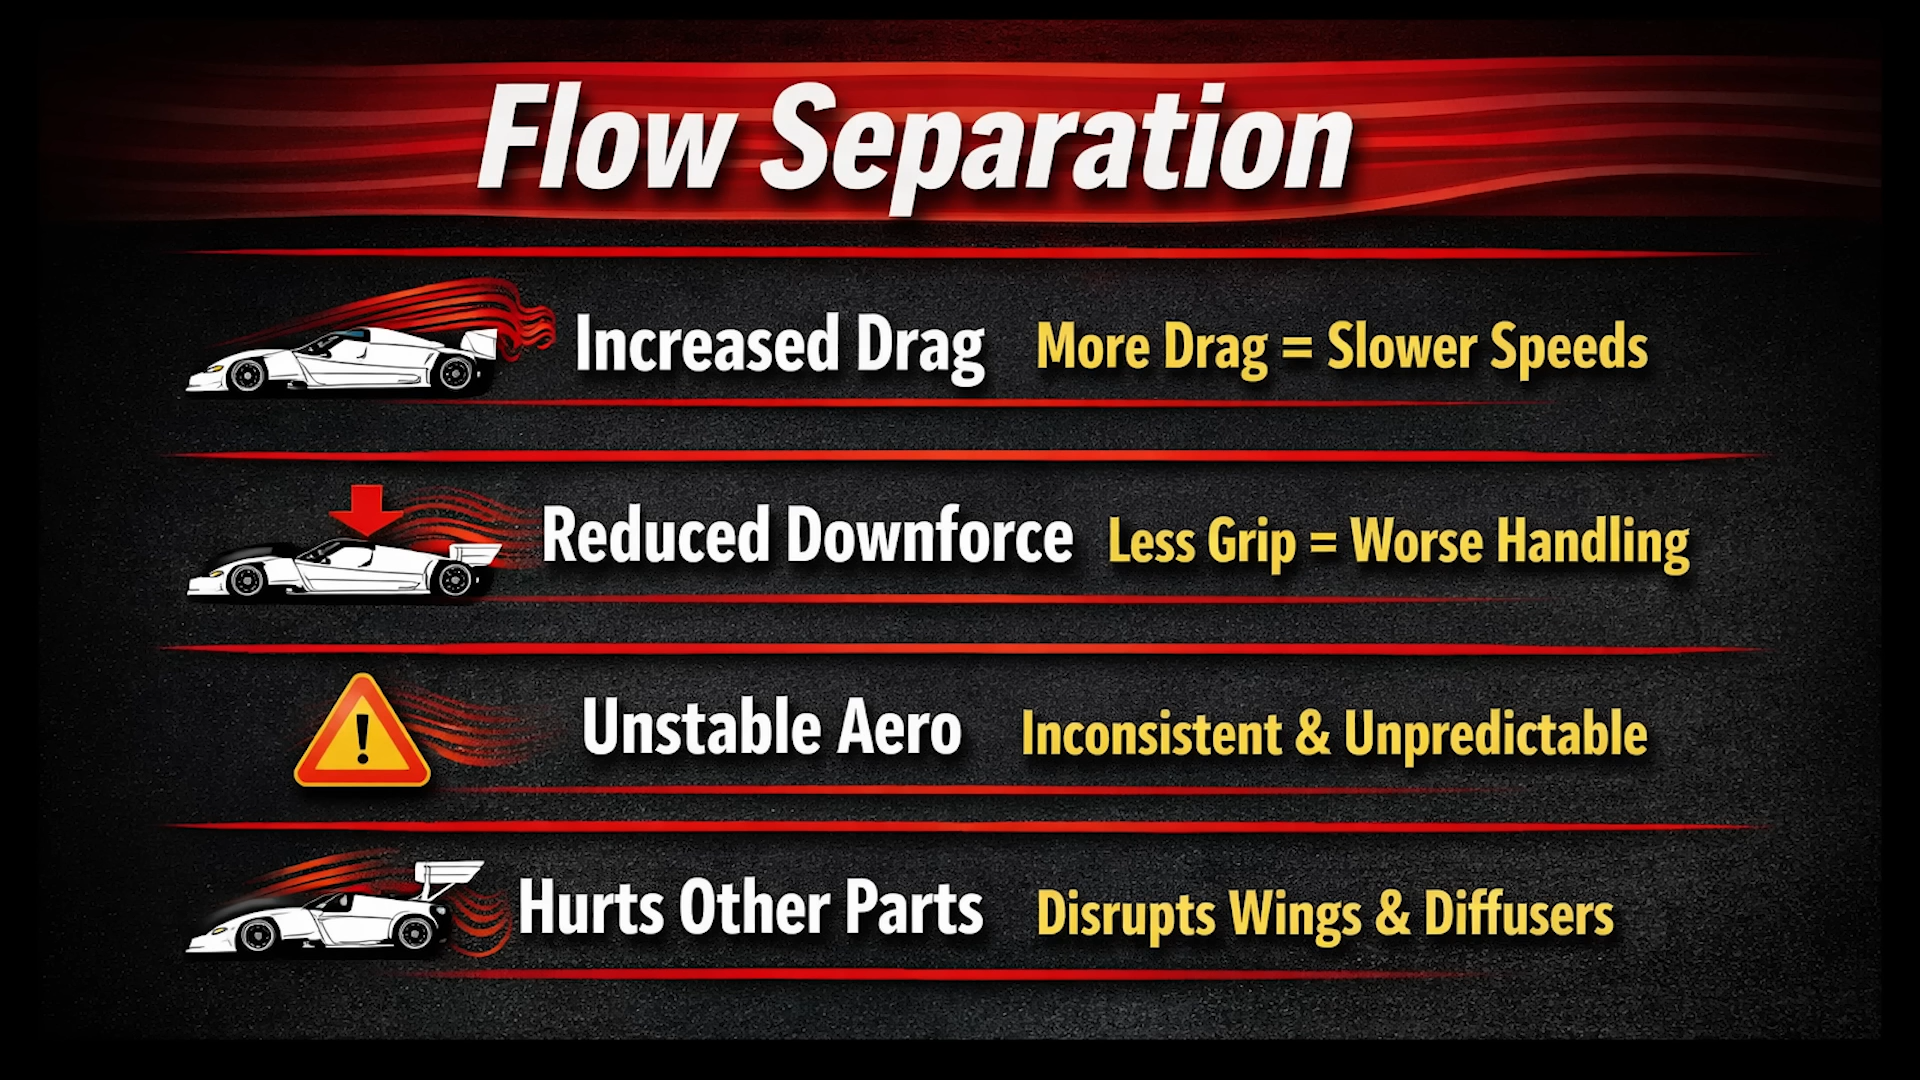 Flow Separation
Increased Drag More Drag = Slower Speeds
Reduced Downforce Less Grip = Worse Handling
! Unstable Aero Inconsistent & Unpredictable
Hurts Other Parts Disrupts Wings & Diffusers